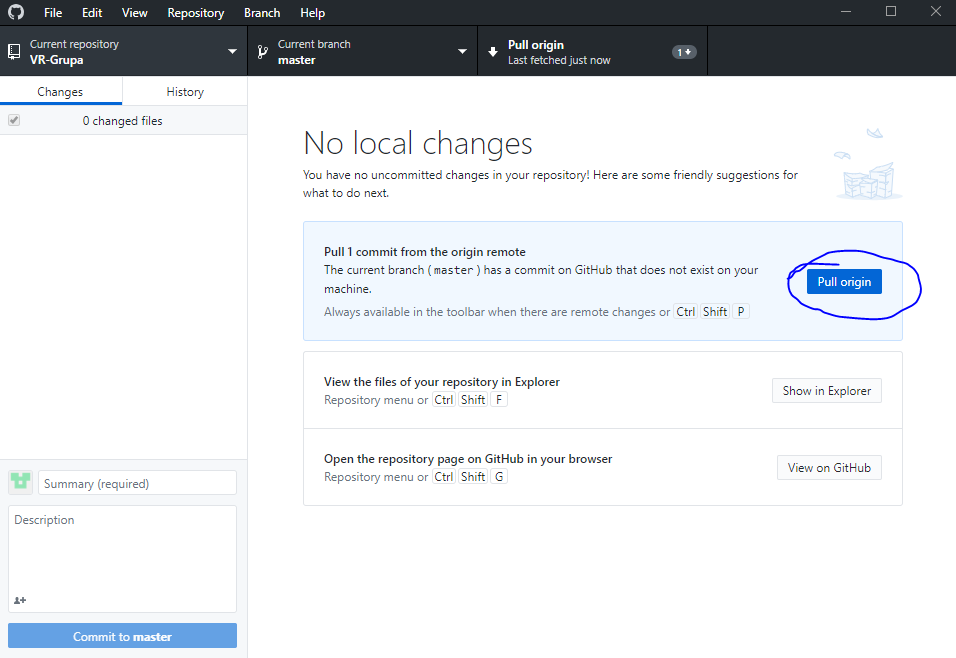 File Edit View Repository Branch Help
Current repository
VR-Grupa
Current branch
master
Pull origin
Last fetched just now
1
Changes History
0 changed files
No local changes
You have no uncommitted changes in your repository! Here are some friendly suggestions for
what to do next.
Pull 1 commit from the origin remote
The current branch (master) has a commit on GitHub that does not exist on your
machine.
Always available in the toolbar when there are remote changes or Ctrl Shift P
Pull origin
View the files of your repository in Explorer
Repository menu or Ctrl Shift F
Show in Explorer
Open the repository page on GitHub in your browser
Repository menu or Ctrl Shift G
View on GitHub
Summary (required)
Description
Commit to master